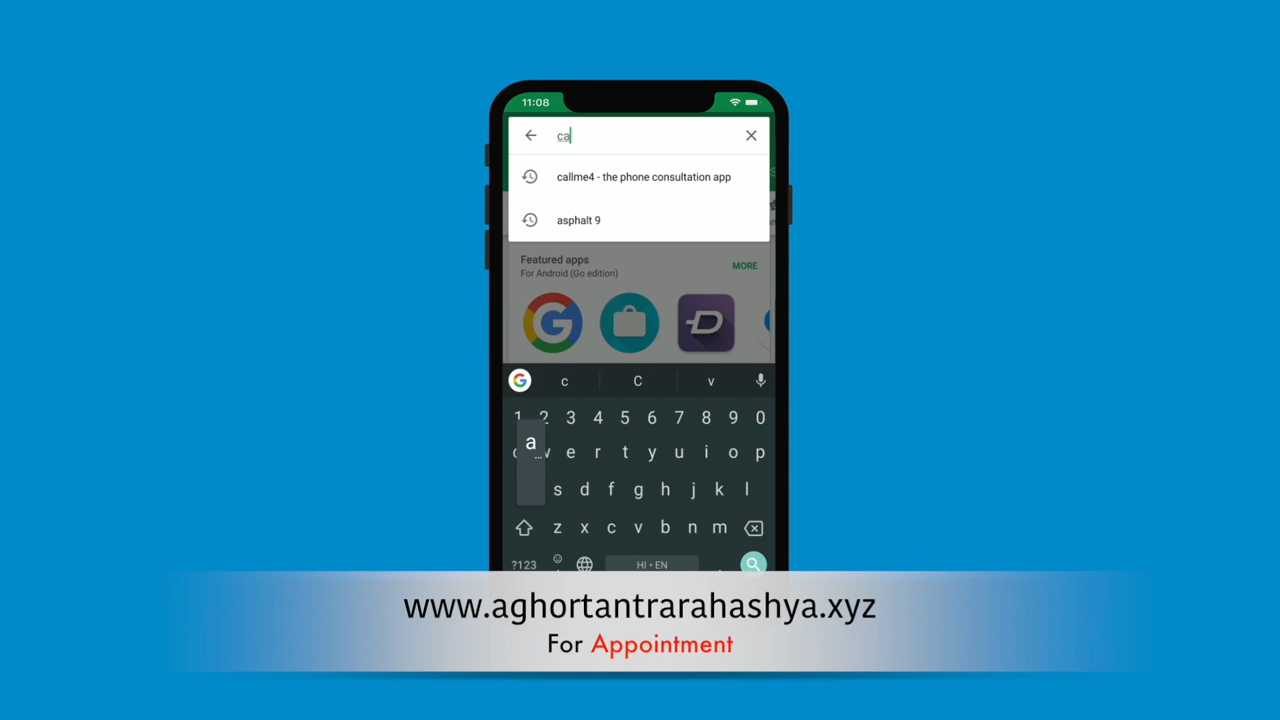 11:08
ca
callme4 - the phone consultation app
asphalt 9
Featured apps
For Android (Go edition)
MORE
c C v
1 2 3 4 5 6 7 8 9 0
a
e r t y u i o p
s d f g h j k l
z x c v b n m
?123 HI • EN
www.aghortantrarahashya.xyz
For Appointment